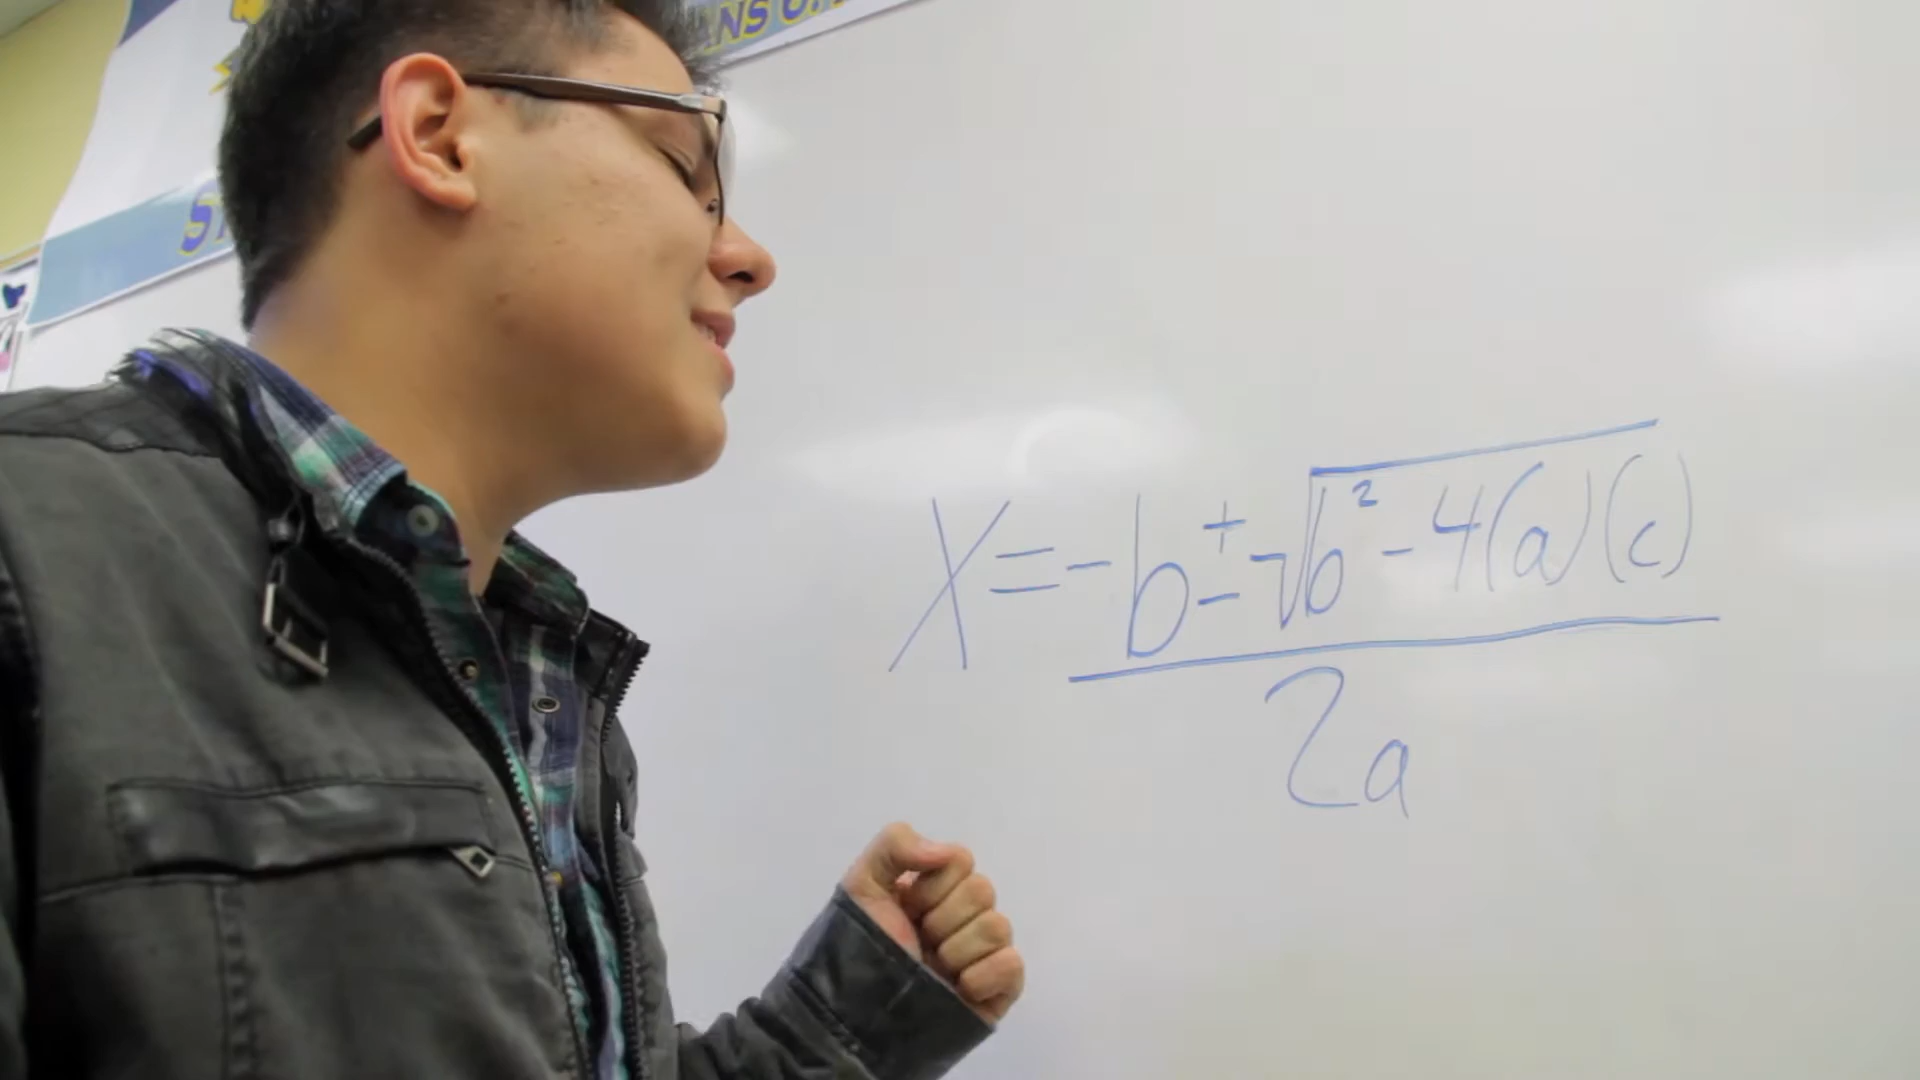 X = -b ± √b² - 4(a)(c)
2a